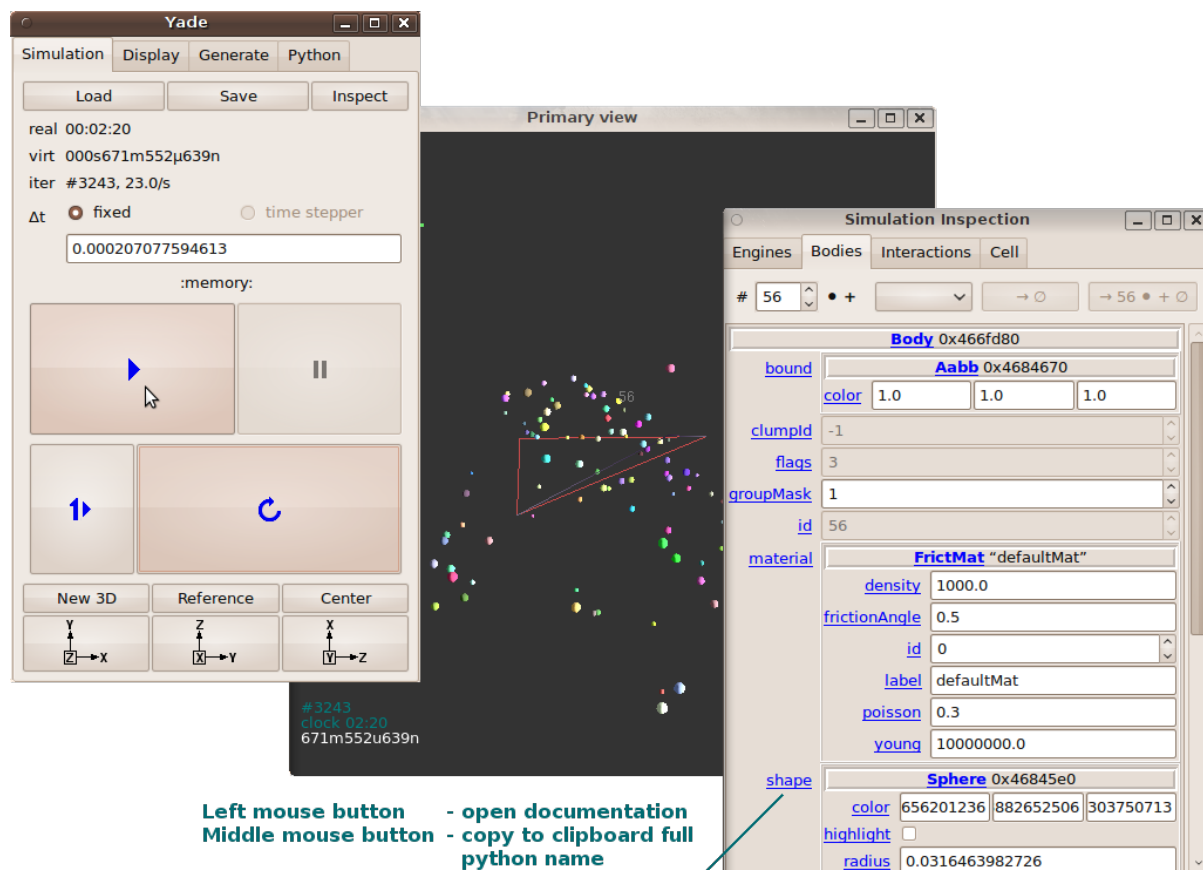 Yade
Simulation Display Generate Python
Load Save Inspect
real 00:02:20
virt 000s671m552µ639n
iter #3243, 23.0/s
Δt fixed time stepper
0.000207077594613
:memory:
1
New 3D Reference Center
Y Z X
Z X X Y Y Z
Primary view
56
#3243
clock 02:20
671m552u639n
Simulation Inspection
Engines Bodies Interactions Cell
# 56 • + → ∅ → 56 • + ∅
Body 0x466fd80
bound Aabb 0x4684670
color 1.0 1.0 1.0
clumpId -1
flags 3
groupMask 1
id 56
material FrictMat “defaultMat”
density 1000.0
frictionAngle 0.5
id 0
label defaultMat
poisson 0.3
young 10000000.0
shape Sphere 0x46845e0
color 656201236 882652506 303750713
highlight
radius 0.0316463982726
Left mouse button - open documentation
Middle mouse button - copy to clipboard full
python name